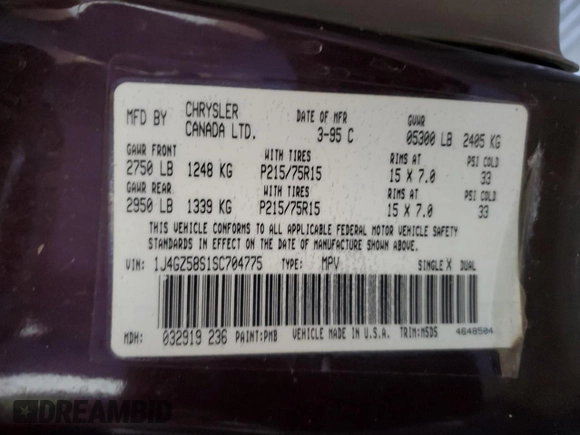 MFD BY CHRYSLER CANADA LTD. DATE OF MFR 3-95 C GVWR 05300 LB 2405 KG
GAWR FRONT WITH TIRES RIMS AT PSI COLD
2750 LB 1248 KG P215/75R15 15 X 7.0 33
GAWR REAR WITH TIRES RIMS AT PSI COLD
2950 LB 1339 KG P215/75R15 15 X 7.0 33
THIS VEHICLE CONFORMS TO ALL APPLICABLE FEDERAL MOTOR VEHICLE SAFETY
STANDARDS IN EFFECT ON THE DATE OF MANUFACTURE SHOWN ABOVE.
VIN: 1J4GZ58S1SC704775 TYPE: MPV SINGLE X DUAL
MDH: 032919 236 PAINT:PMB VEHICLE MADE IN U.S.A. TRIM:MSDS 4648504
DREAMBID